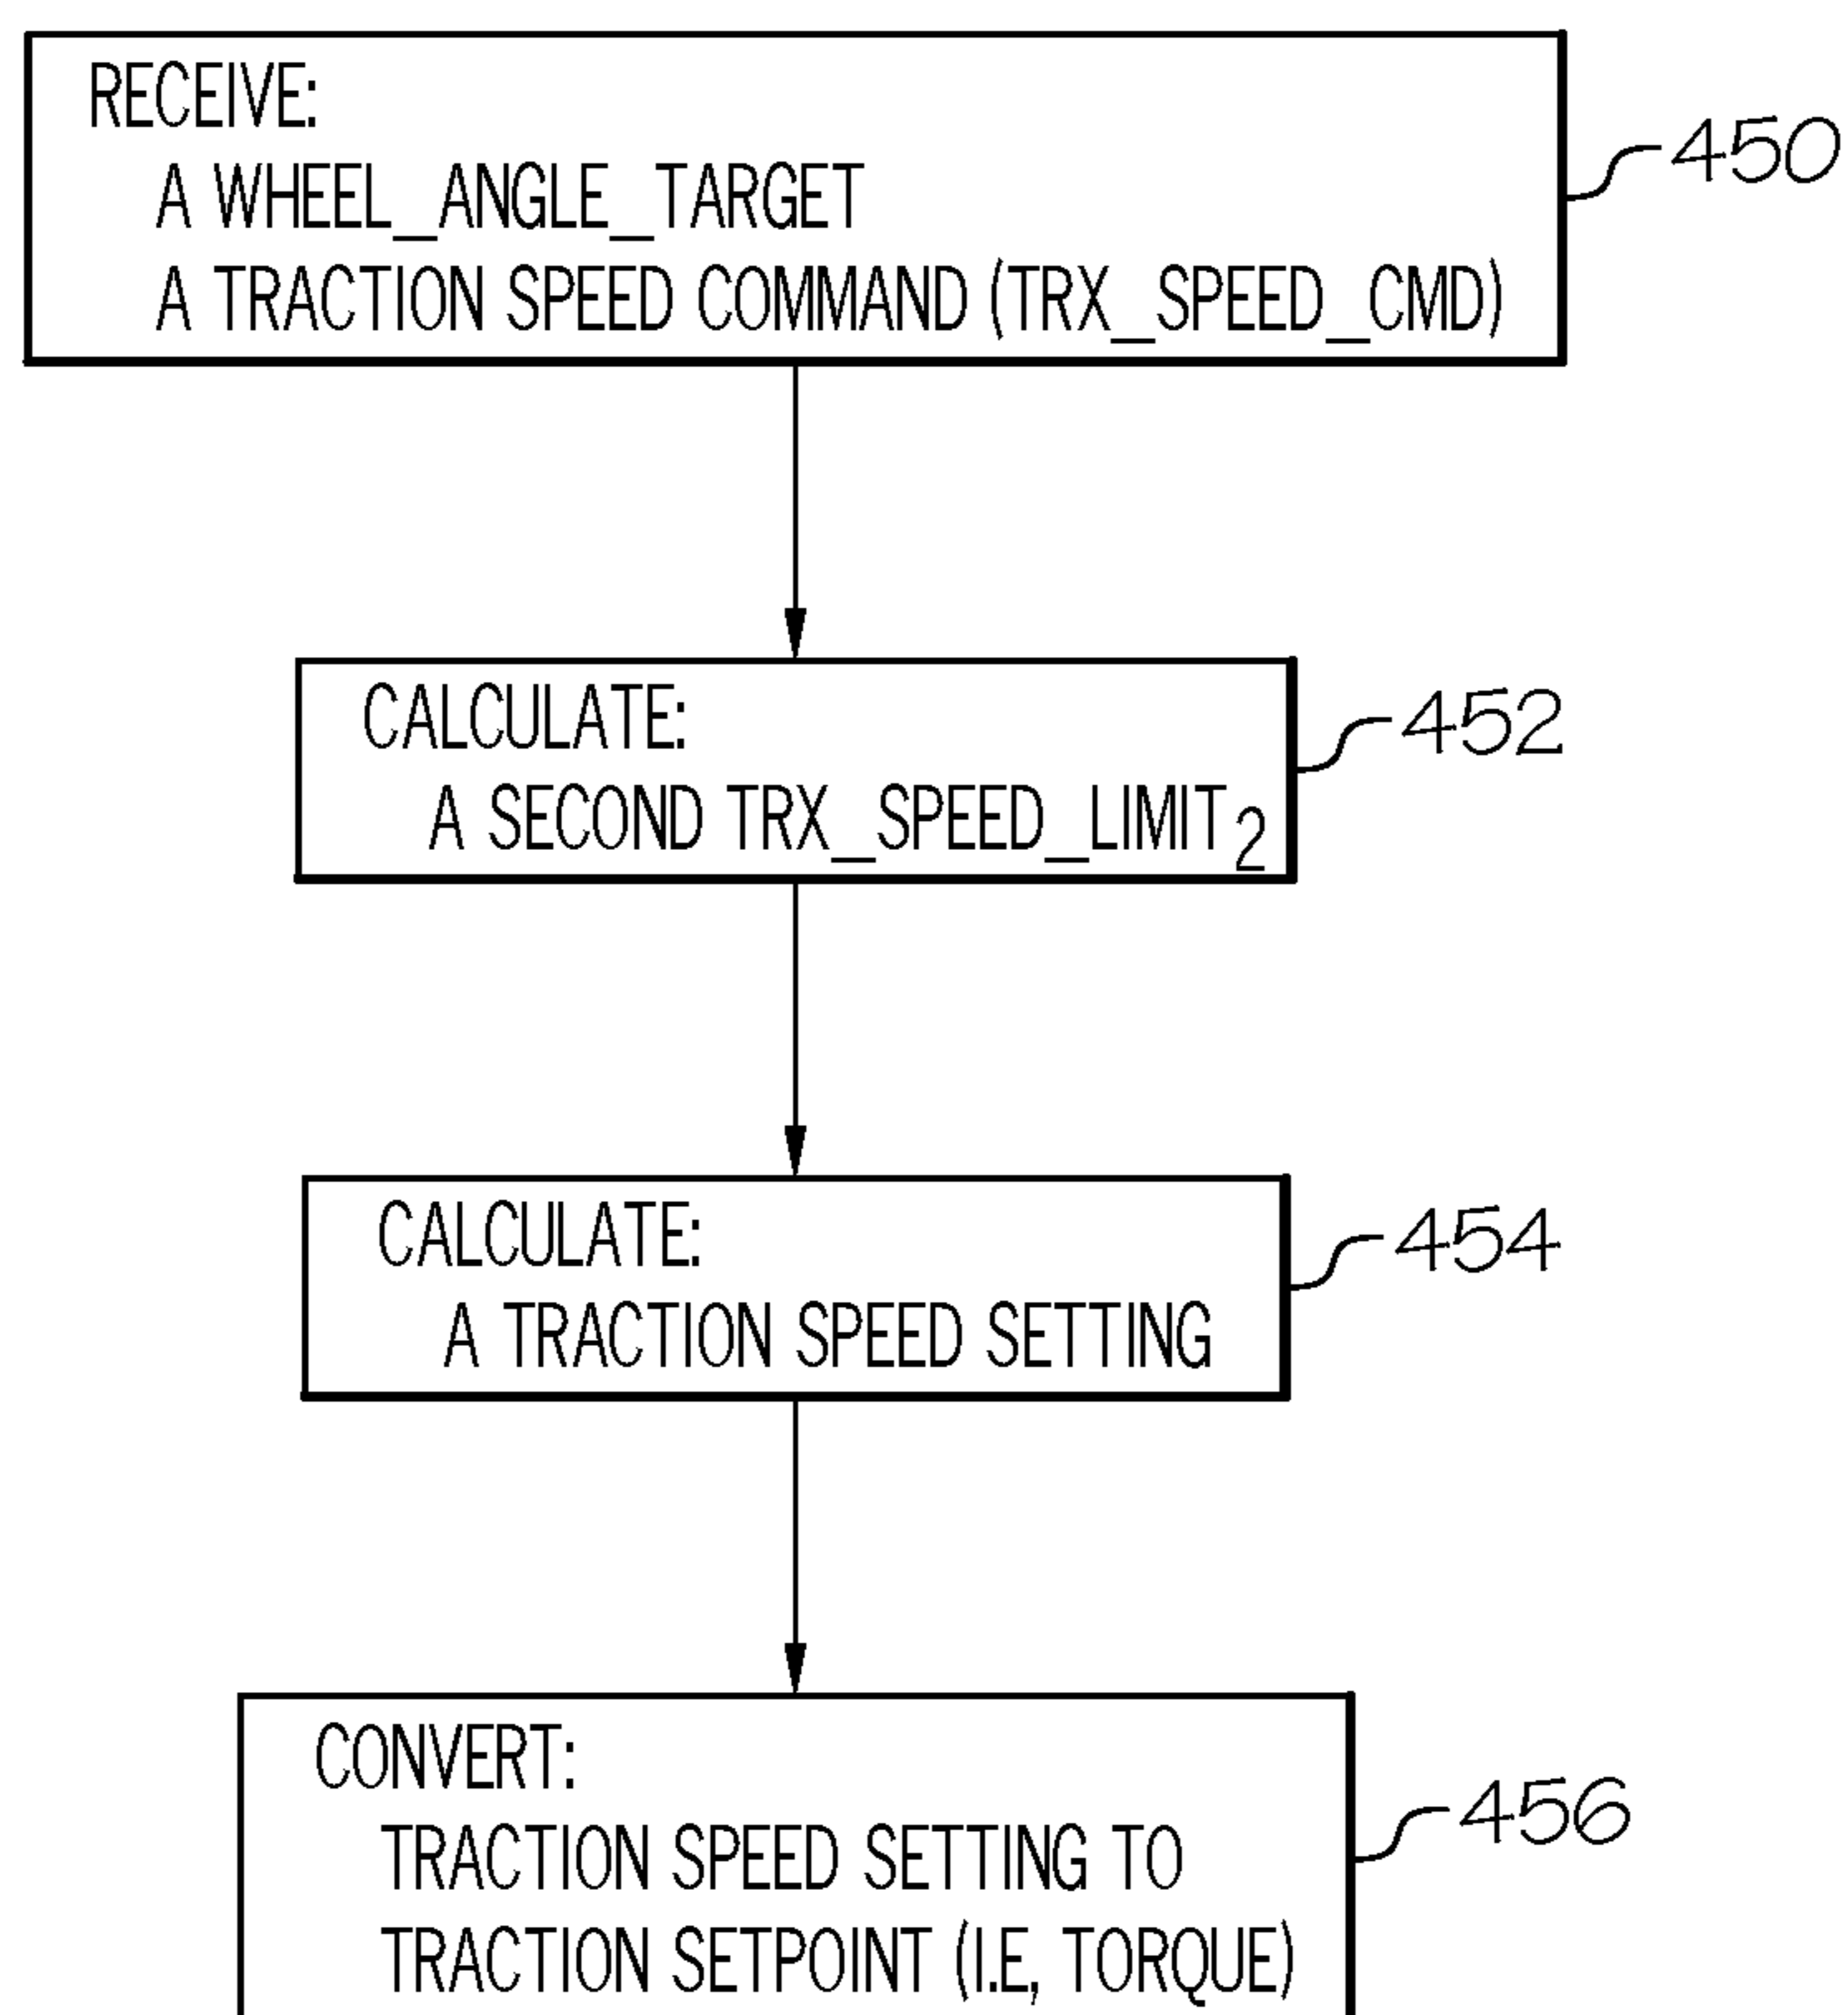 RECEIVE:
A WHEEL_ANGLE_TARGET
A TRACTION SPEED COMMAND (TRX_SPEED_CMD)
450
CALCULATE:
A SECOND TRX_SPEED_LIMIT₂
452
CALCULATE:
A TRACTION SPEED SETTING
454
CONVERT:
TRACTION SPEED SETTING TO
TRACTION SETPOINT (I.E, TORQUE)
456